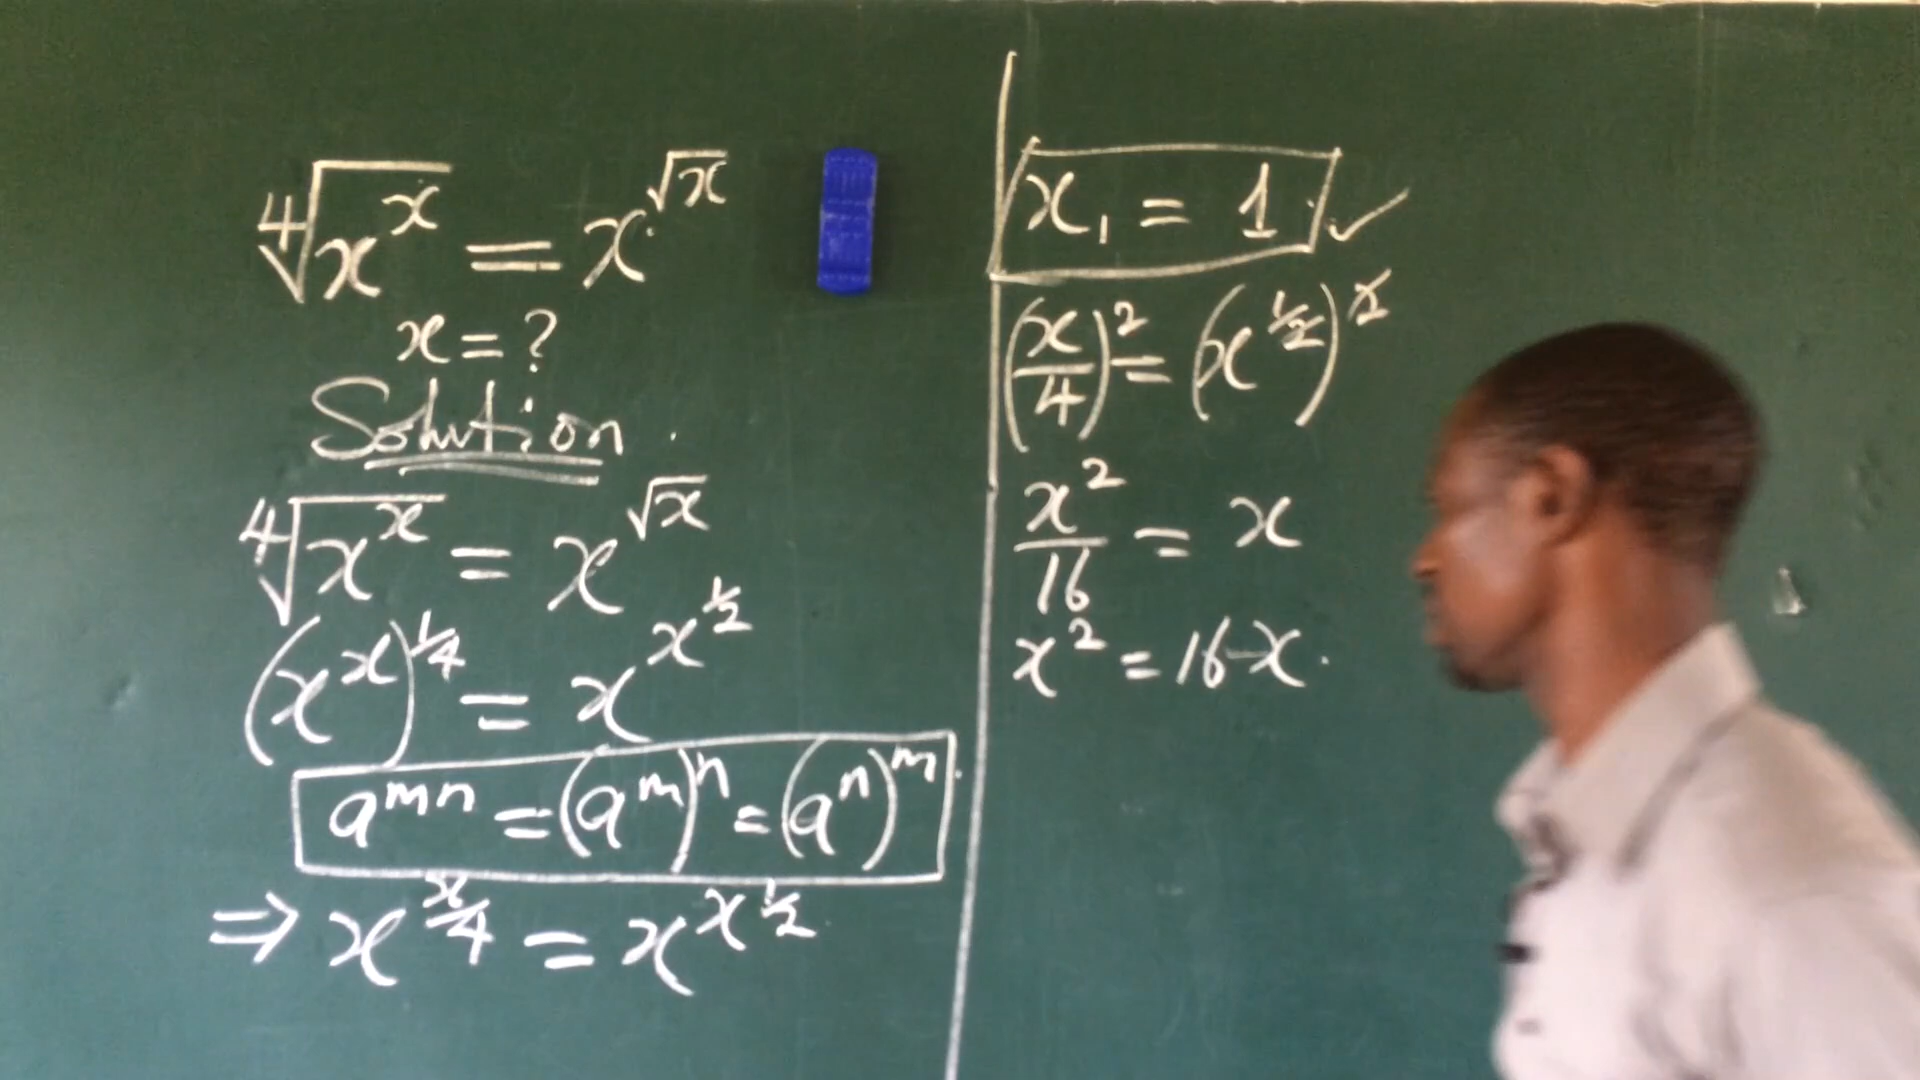 ⁴√(x^x) = x^√x
x = ?
Solution
⁴√(x^x) = x^√x
(x^x)^(1/4) = x^(x^(1/2))
a^(mn) = (a^m)^n = (a^n)^m
⇒ x^(x/4) = x^(x^(1/2))
x₁ = 1 ✓
(x/4)² = (x^(1/2))²
x²/16 = x
x² = 16x.